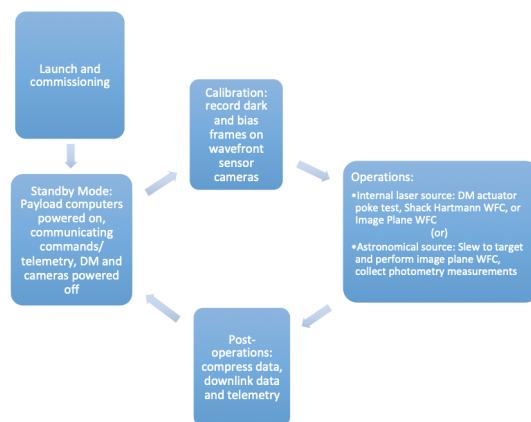 Launch and
commissioning
Calibration:
record dark
and bias
frames on
wavefront
sensor
cameras
Standby Mode:
Payload computers
powered on,
communicating
commands/
telemetry, DM and
cameras powered
off
Operations:
•Internal laser source: DM actuator
poke test, Shack Hartmann WFC, or
Image Plane WFC
(or)
•Astronomical source: Slew to target
and perform image plane WFC,
collect photometry measurements
Post-
operations:
compress data,
downlink data
and telemetry